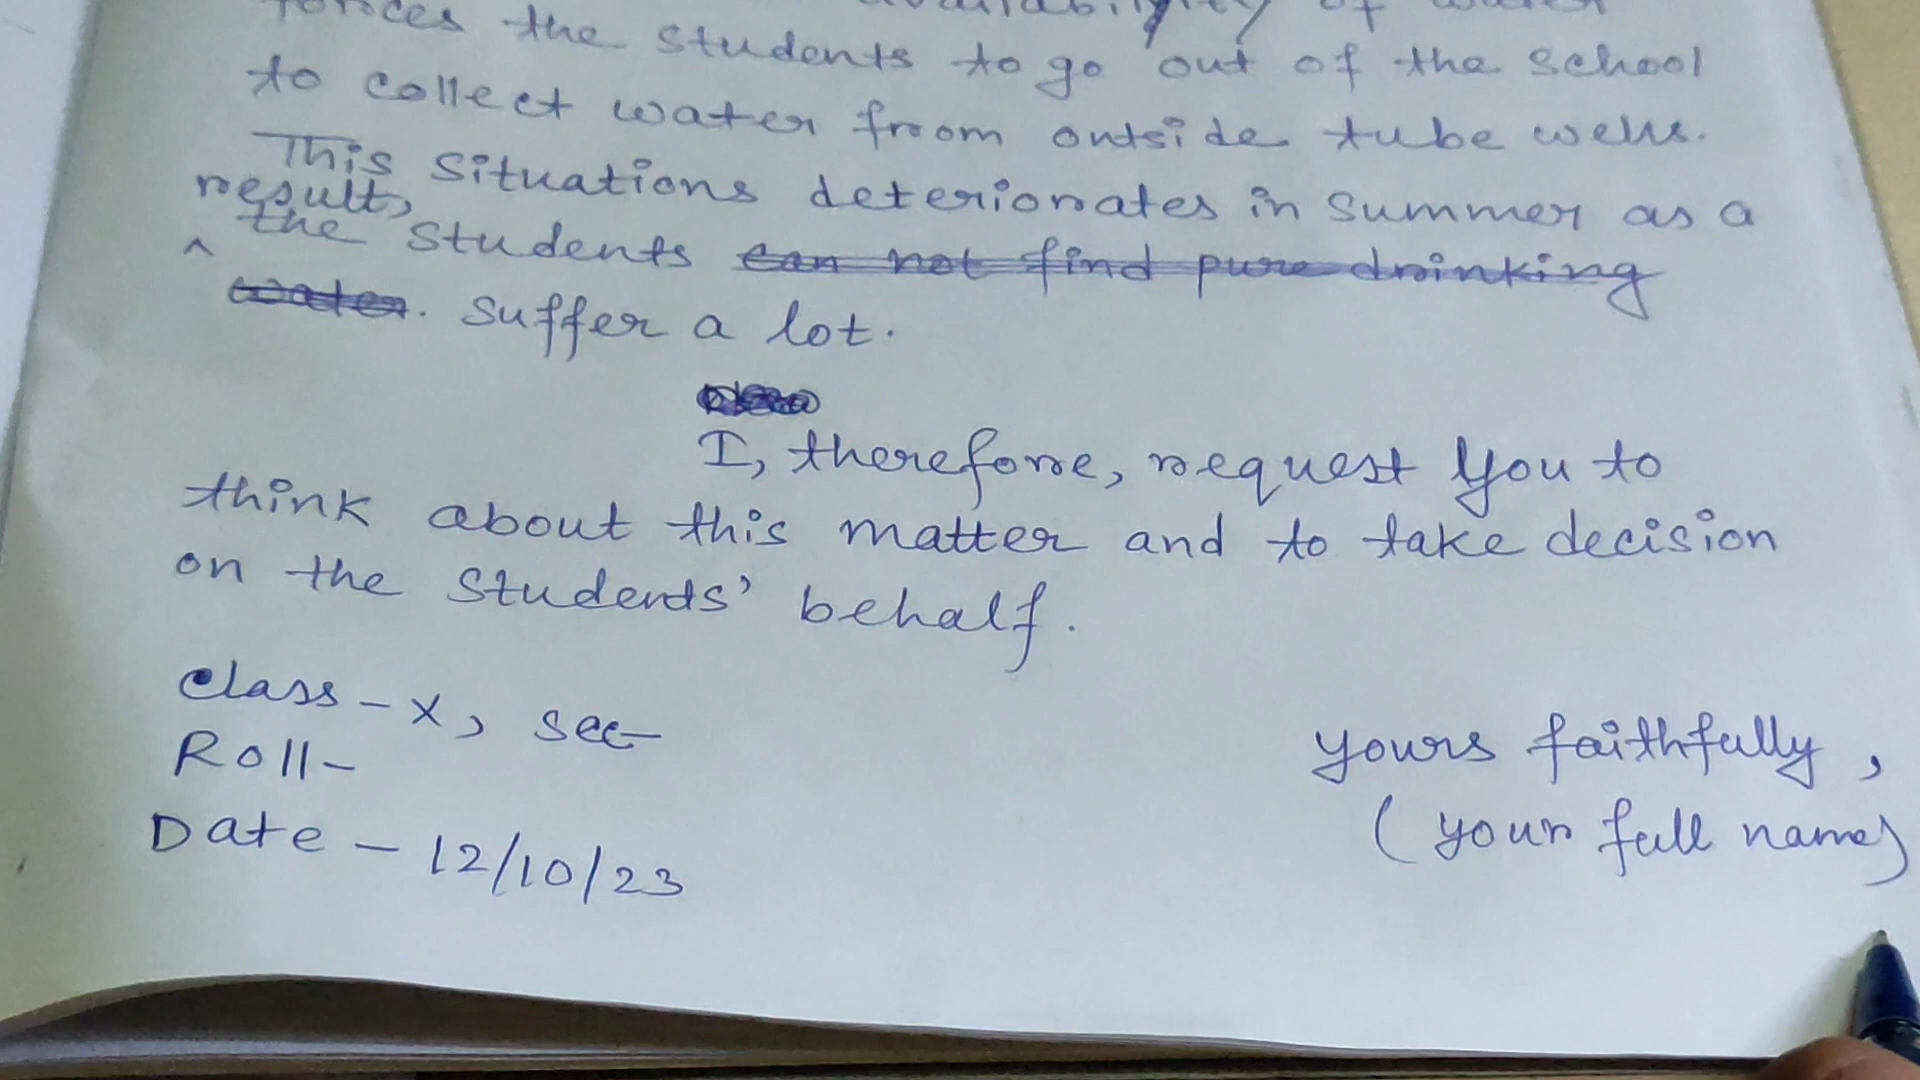 forces the students to go out of the school
to collect water from outside tube wells.
This situations deteriorates in summer as a
result,
^ the students can not find pure drinking
water. suffer a lot.
I, therefore, request you to
think about this matter and to take decision
on the students' behalf.
Class - X, sec-
Roll-
Date - 12/10/23
yours faithfully,
(your full name)